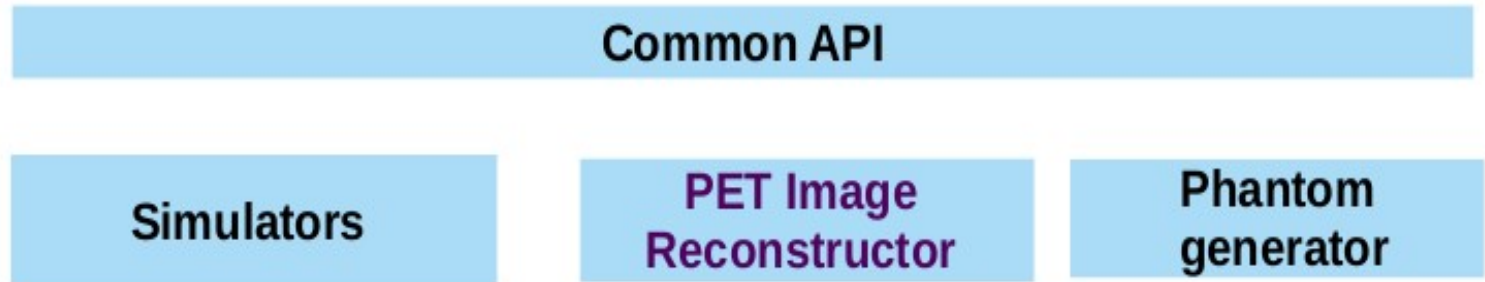 Common API
Simulators
PET Image
Reconstructor
Phantom
generator